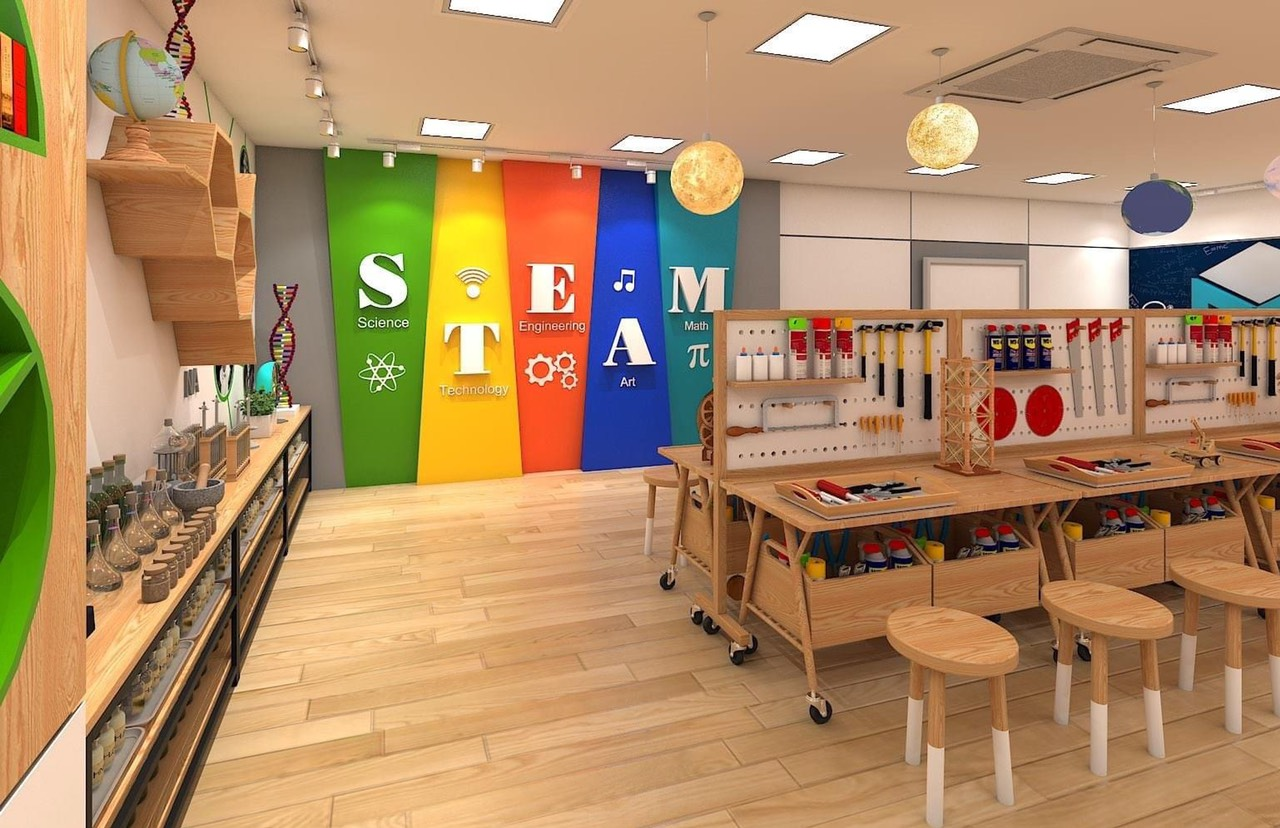 S
Science
T
Technology
E
Engineering
A
Art
M
Math
π